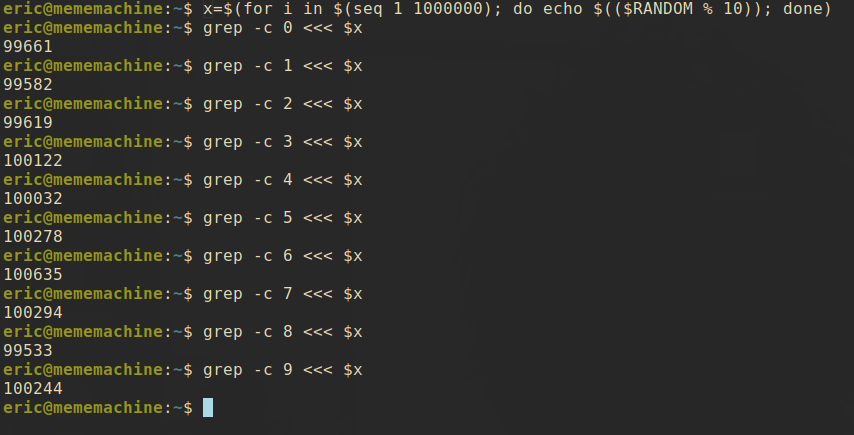 eric@mememachine:~$ x=$(for i in $(seq 1 1000000); do echo $(($RANDOM % 10)); done)
eric@mememachine:~$ grep -c 0 <<< $x
99661
eric@mememachine:~$ grep -c 1 <<< $x
99582
eric@mememachine:~$ grep -c 2 <<< $x
99619
eric@mememachine:~$ grep -c 3 <<< $x
100122
eric@mememachine:~$ grep -c 4 <<< $x
100032
eric@mememachine:~$ grep -c 5 <<< $x
100278
eric@mememachine:~$ grep -c 6 <<< $x
100635
eric@mememachine:~$ grep -c 7 <<< $x
100294
eric@mememachine:~$ grep -c 8 <<< $x
99533
eric@mememachine:~$ grep -c 9 <<< $x
100244
eric@mememachine:~$